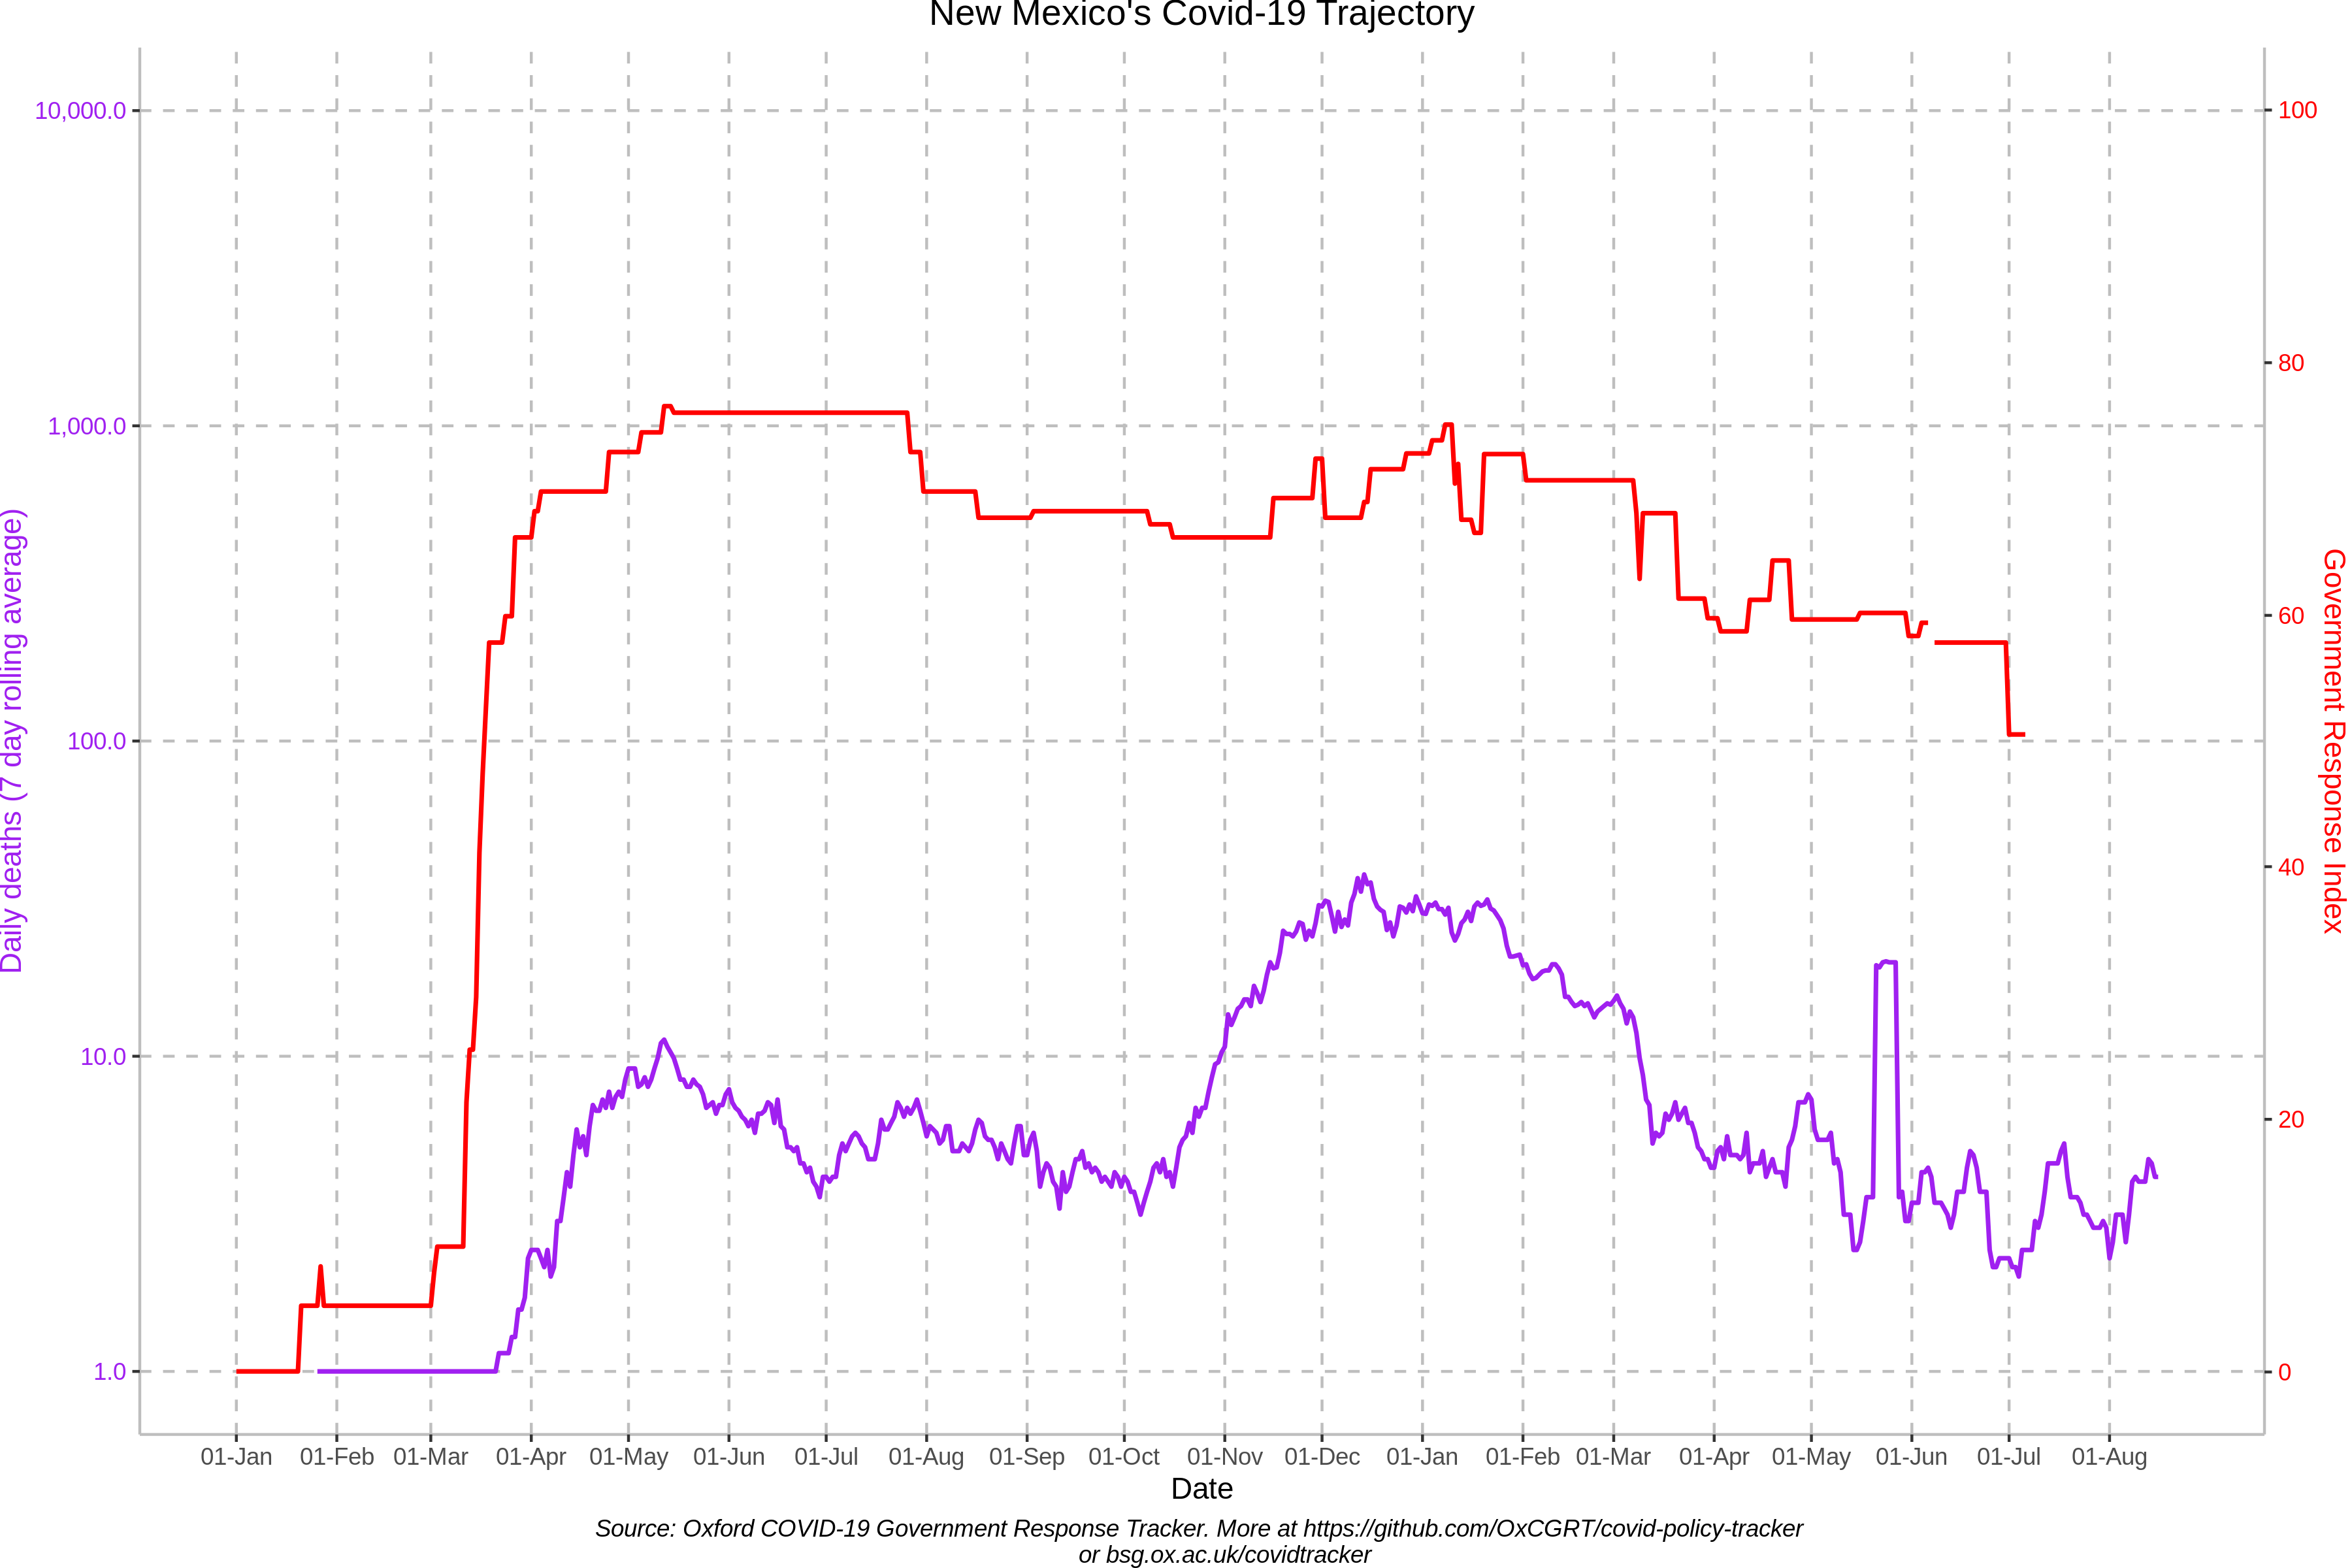 New Mexico's Covid-19 Trajectory
10,000.0
1,000.0
100.0
10.0
1.0
Daily deaths (7 day rolling average)
100
80
60
40
20
0
Government Response Index
01-Jan 01-Feb 01-Mar 01-Apr 01-May 01-Jun 01-Jul 01-Aug 01-Sep 01-Oct 01-Nov 01-Dec 01-Jan 01-Feb 01-Mar 01-Apr 01-May 01-Jun 01-Jul 01-Aug
Date
Source: Oxford COVID-19 Government Response Tracker. More at https://github.com/OxCGRT/covid-policy-tracker
or bsg.ox.ac.uk/covidtracker